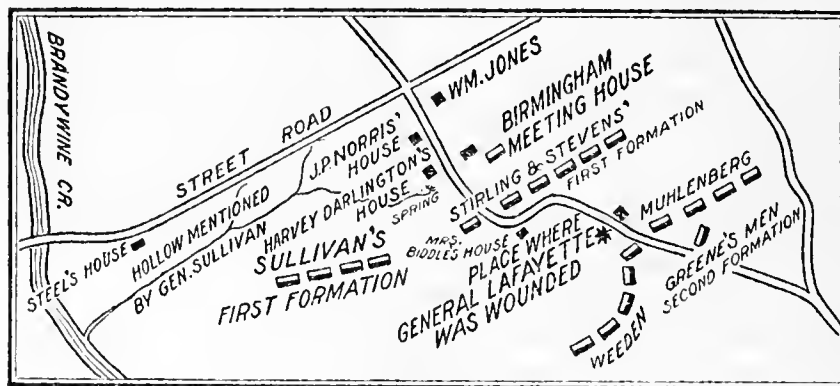 BRANDYWINE CR.
STREET ROAD
WM. JONES
BIRMINGHAM
MEETING HOUSE
J.P. NORRIS'
HOUSE
HARVEY DARLINGTON'S
HOUSE
SPRING
STIRLING & STEVENS'
FIRST FORMATION
STEEL'S HOUSE
HOLLOW MENTIONED
BY GEN. SULLIVAN
SULLIVAN'S
FIRST FORMATION
MRS.
BIDDLE'S HOUSE
PLACE WHERE
GENERAL LAFAYETTE
WAS WOUNDED
MUHLENBERG
GREENE'S MEN
SECOND FORMATION
WEEDEN